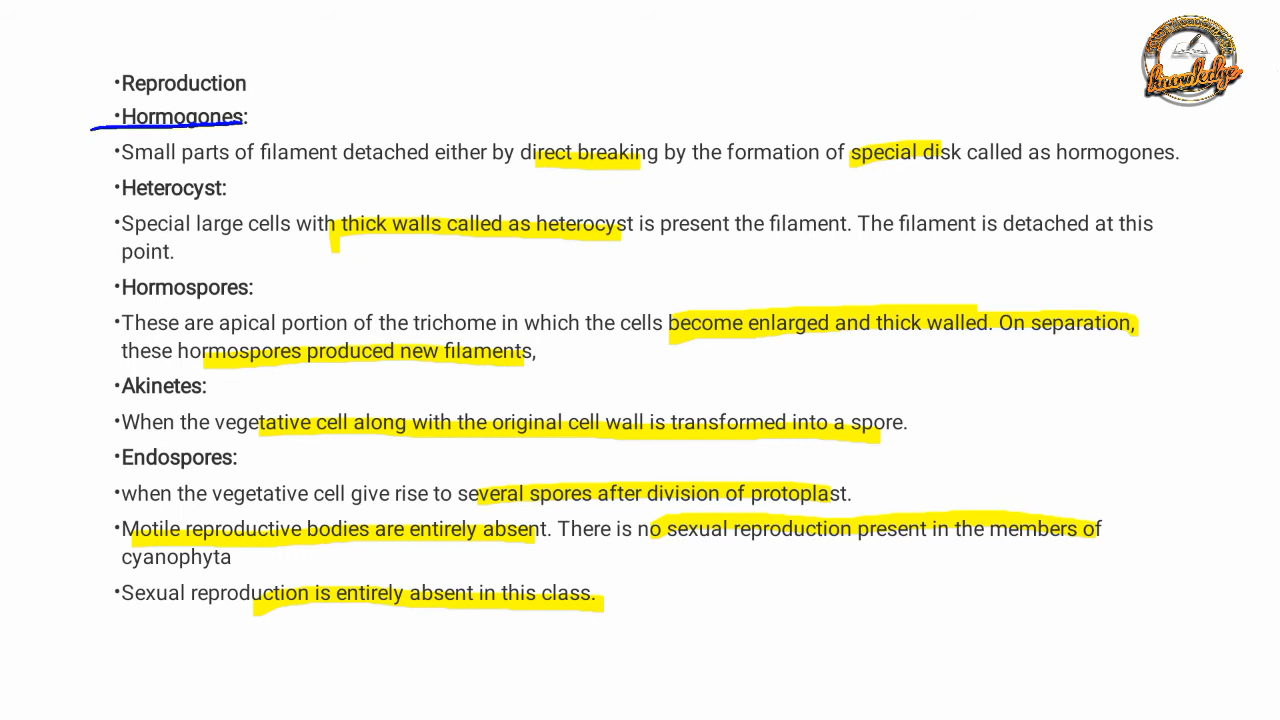 knowledge
•Reproduction
•Hormogones:
•Small parts of filament detached either by direct breaking by the formation of special disk called as hormogones.
•Heterocyst:
•Special large cells with thick walls called as heterocyst is present the filament. The filament is detached at this
point.
•Hormospores:
•These are apical portion of the trichome in which the cells become enlarged and thick walled. On separation,
these hormospores produced new filaments,
•Akinetes:
•When the vegetative cell along with the original cell wall is transformed into a spore.
•Endospores:
•when the vegetative cell give rise to several spores after division of protoplast.
•Motile reproductive bodies are entirely absent. There is no sexual reproduction present in the members of
cyanophyta
•Sexual reproduction is entirely absent in this class.